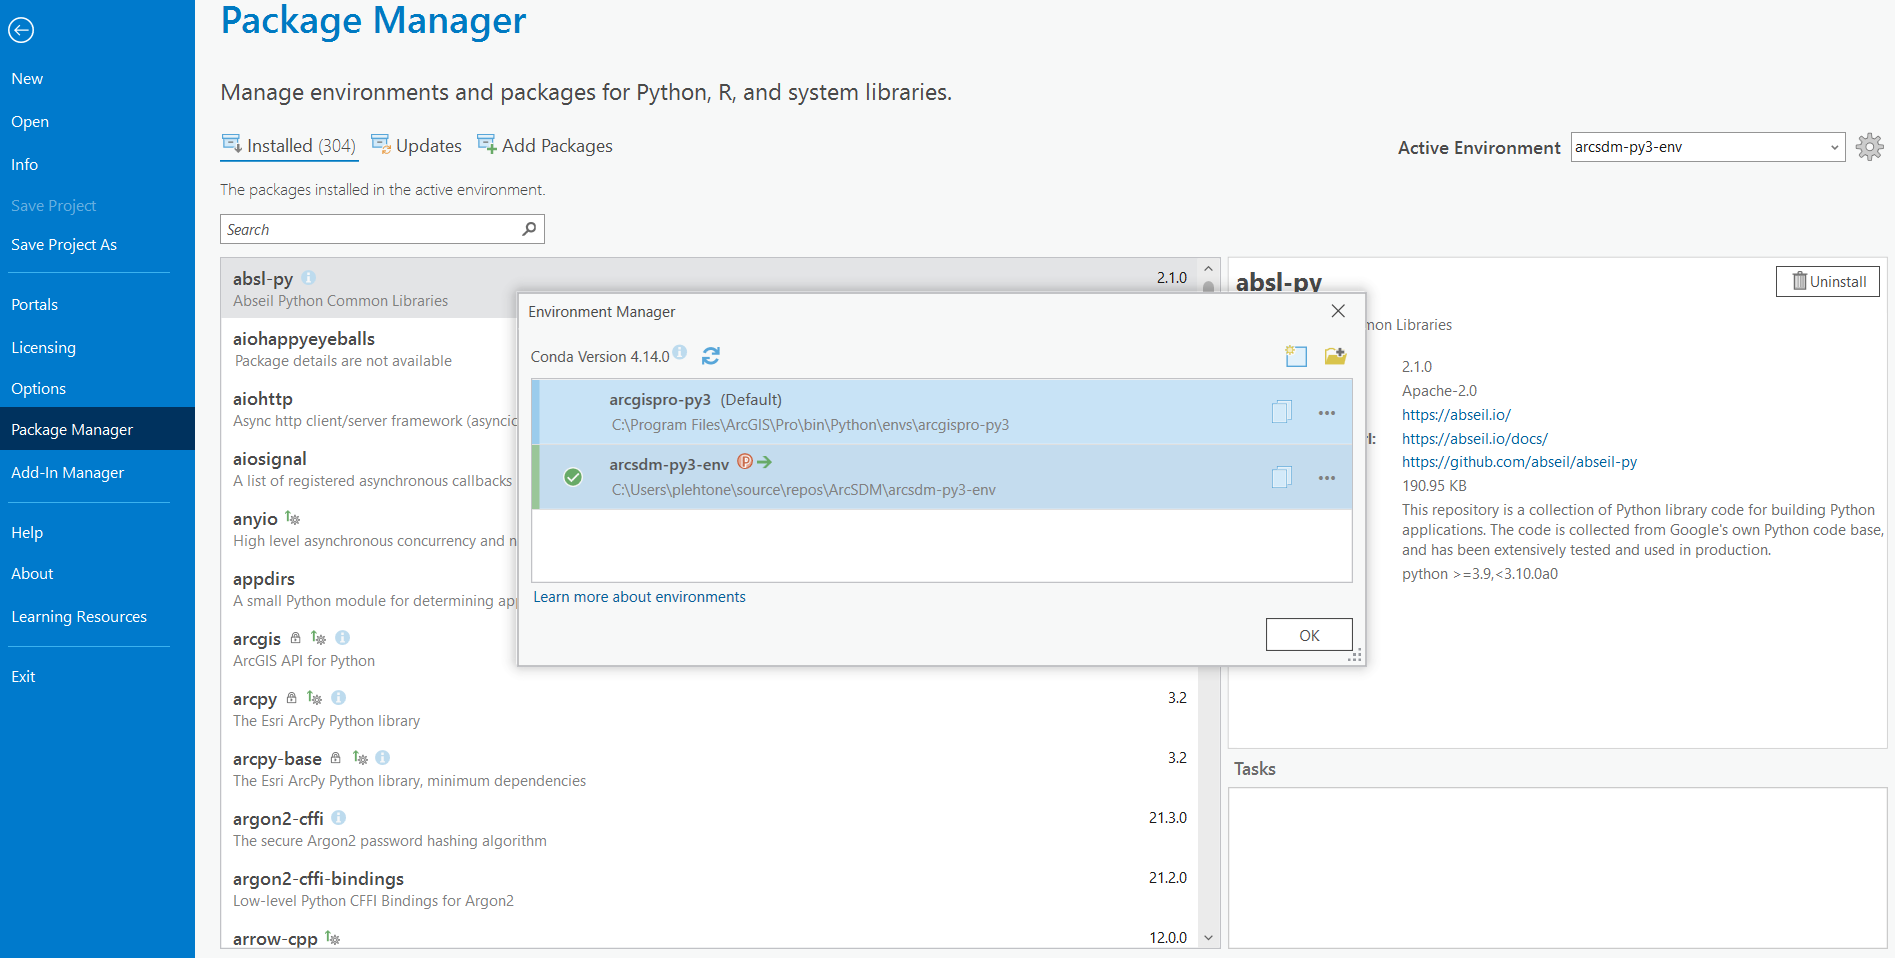 Package Manager
New
Open
Info
Save Project
Save Project As
Portals
Licensing
Options
Package Manager
Add-In Manager
Help
About
Learning Resources
Exit
Manage environments and packages for Python, R, and system libraries.
Installed (304) Updates Add Packages
Active Environment arcsdm-py3-env
The packages installed in the active environment.
Search
absl-py 2.1.0
Abseil Python Common Libraries
aiohappyeyeballs
Package details are not available
aiohttp
Async http client/server framework (asyncic
aiosignal
A list of registered asynchronous callbacks
anyio
High level asynchronous concurrency and n
appdirs
A small Python module for determining ap
arcgis
ArcGIS API for Python
arcpy 3.2
The Esri ArcPy Python library
arcpy-base 3.2
The Esri ArcPy Python library, minimum dependencies
argon2-cffi 21.3.0
The secure Argon2 password hashing algorithm
argon2-cffi-bindings 21.2.0
Low-level Python CFFI Bindings for Argon2
arrow-cpp 12.0.0
Environment Manager
Conda Version 4.14.0
arcgispro-py3 (Default)
C:\Program Files\ArcGIS\Pro\bin\Python\envs\arcgispro-py3
arcsdm-py3-env P
C:\Users\plehtone\source\repos\ArcSDM\arcsdm-py3-env
Learn more about environments
OK
absl-py
Uninstall
mon Libraries
2.1.0
Apache-2.0
https://abseil.io/
rl: https://abseil.io/docs/
https://github.com/abseil/abseil-py
190.95 KB
This repository is a collection of Python library code for building Python
applications. The code is collected from Google's own Python code base,
and has been extensively tested and used in production.
python >=3.9,<3.10.0a0
Tasks